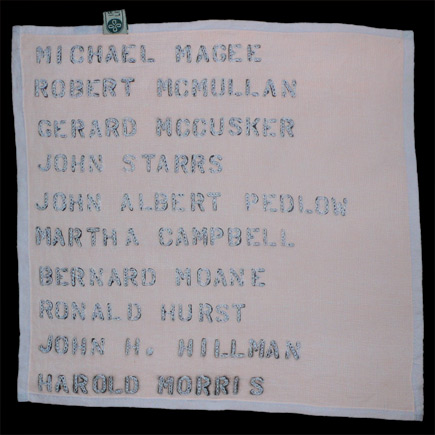 MICHAEL MAGEE
ROBERT MCMULLAN
GERARD MCCUSKER
JOHN STARRS
JOHN ALBERT PEDLOW
MARTHA CAMPBELL
BERNARD MOANE
RONALD HURST
JOHN H. HILLMAN
HAROLD MORRIS